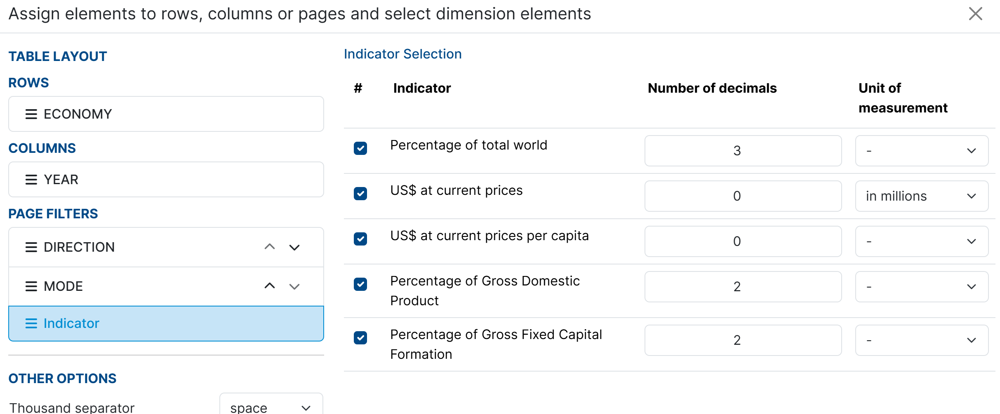 Assign elements to rows, columns or pages and select dimension elements
TABLE LAYOUT
ROWS
ECONOMY
COLUMNS
YEAR
PAGE FILTERS
DIRECTION
MODE
Indicator
OTHER OPTIONS
Thousand separator space
Indicator Selection
# Indicator Number of decimals Unit of
measurement
Percentage of total world 3 -
US$ at current prices 0 in millions
US$ at current prices per capita 0 -
Percentage of Gross Domestic 2 -
Product
Percentage of Gross Fixed Capital 2 -
Formation